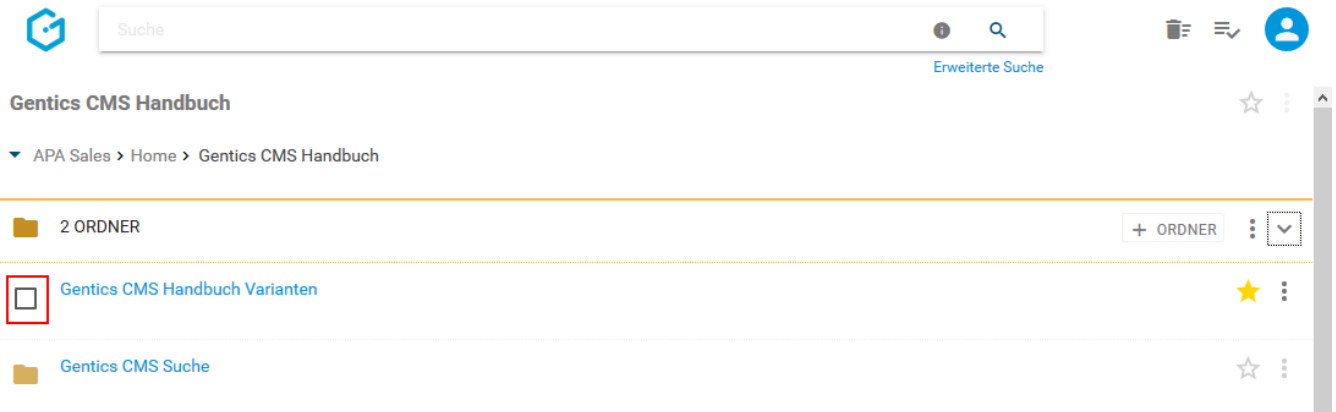 Suche
Erweiterte Suche
Gentics CMS Handbuch
APA Sales > Home > Gentics CMS Handbuch
2 ORDNER
+ ORDNER
Gentics CMS Handbuch Varianten
Gentics CMS Suche